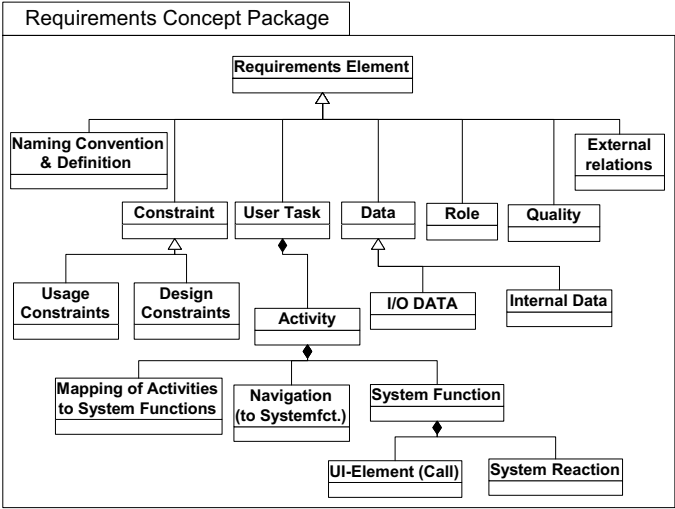 Requirements Concept Package
Requirements Element
Naming Convention
& Definition
External
relations
Constraint
User Task
Data
Role
Quality
Usage
Constraints
Design
Constraints
I/O DATA
Internal Data
Activity
Mapping of Activities
to System Functions
Navigation
(to Systemfct.)
System Function
UI-Element (Call)
System Reaction